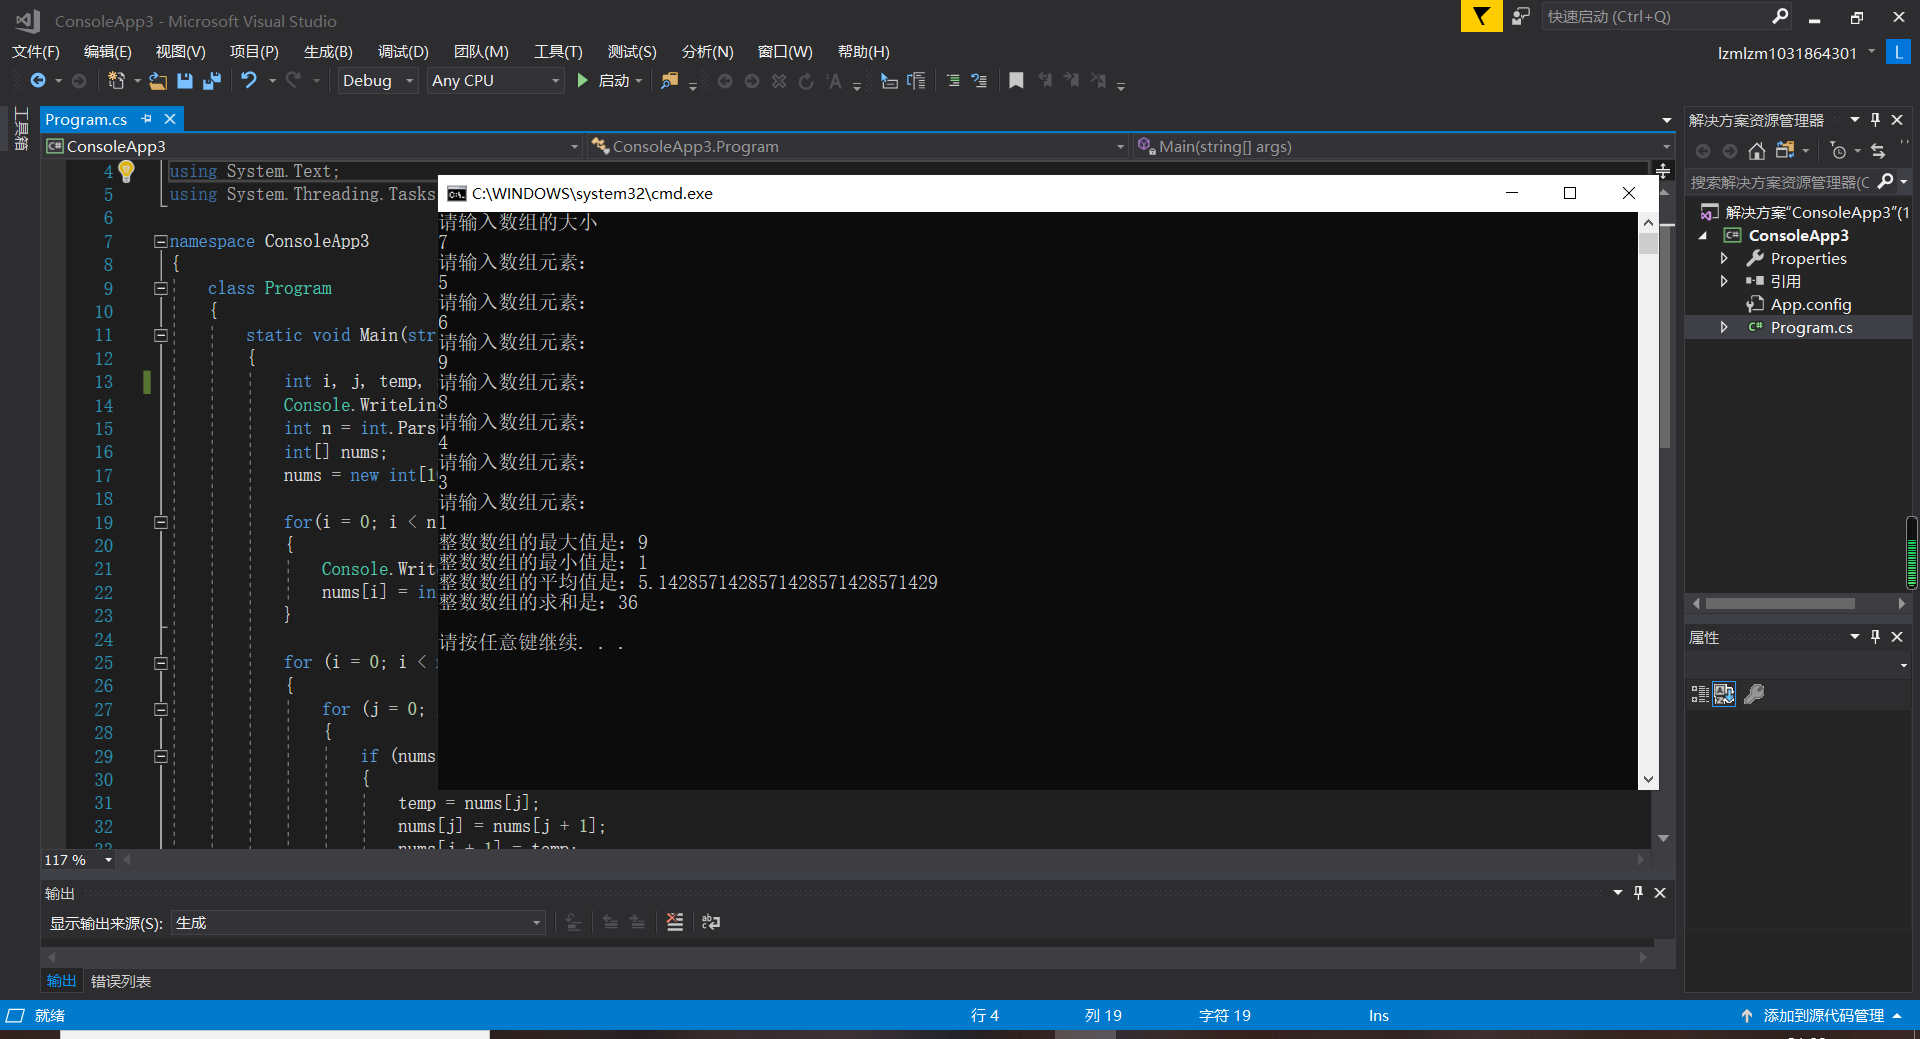 ConsoleApp3 - Microsoft Visual Studio
快速启动 (Ctrl+Q)
文件(F) 编辑(E) 视图(V) 项目(P) 生成(B) 调试(D) 团队(M) 工具(T) 测试(S) 分析(N) 窗口(W) 帮助(H)
lzmlzm1031864301 L
Debug Any CPU 启动
工具箱
Program.cs
ConsoleApp3 ConsoleApp3.Program Main(string[] args)
4 using System.Text;
5 using System.Threading.Tasks
6
7 namespace ConsoleApp3
8 {
9 class Program
10 {
11 static void Main(str
12 {
13 int i, j, temp,
14 Console.WriteLin
15 int n = int.Pars
16 int[] nums;
17 nums = new int[1
18
19 for(i = 0; i < n
20 {
21 Console.Writ
22 nums[i] = in
23 }
24
25 for (i = 0; i <
26 {
27 for (j = 0;
28 {
29 if (nums
30 {
31 temp = nums[j];
32 nums[j] = nums[j + 1];
33 nums[j + 1] = temp;
C:\WINDOWS\system32\cmd.exe
请输入数组的大小
7
请输入数组元素：
5
请输入数组元素：
6
请输入数组元素：
9
请输入数组元素：
8
请输入数组元素：
4
请输入数组元素：
3
请输入数组元素：
1
整数数组的最大值是：9
整数数组的最小值是：1
整数数组的平均值是：5.1428571428571428571428571429
整数数组的求和是：36
请按任意键继续. . .
117 %
输出
显示输出来源(S): 生成
输出 错误列表
解决方案资源管理器
搜索解决方案资源管理器(C
解决方案"ConsoleApp3"(1
ConsoleApp3
Properties
引用
App.config
Program.cs
属性
就绪 行 4 列 19 字符 19 Ins 添加到源代码管理